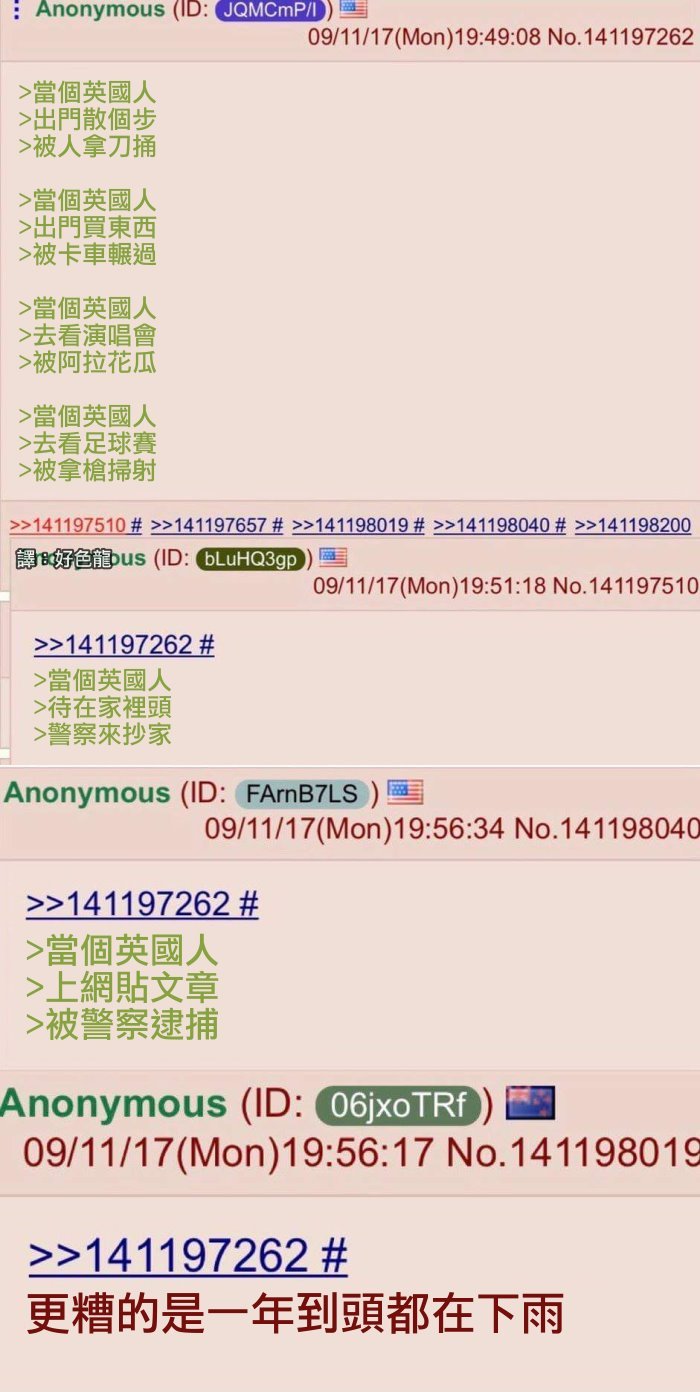 Anonymous (ID: JQMCmP/I)
09/11/17(Mon)19:49:08 No.141197262
>當個英國人
>出門散個步
>被人拿刀捅
>當個英國人
>出門買東西
>被卡車輾過
>當個英國人
>去看演唱會
>被阿拉花瓜
>當個英國人
>去看足球賽
>被拿槍掃射
>>141197510 # >>141197657 # >>141198019 # >>141198040 # >>141198200
譯：好色龍
Anonymous (ID: bLuHQ3gp)
09/11/17(Mon)19:51:18 No.141197510
>>141197262 #
>當個英國人
>待在家裡頭
>警察來抄家
Anonymous (ID: FArnB7LS)
09/11/17(Mon)19:56:34 No.141198040
>>141197262 #
>當個英國人
>上網貼文章
>被警察逮捕
Anonymous (ID: 06jxoTRf)
09/11/17(Mon)19:56:17 No.141198019
>>141197262 #
更糟的是一年到頭都在下雨